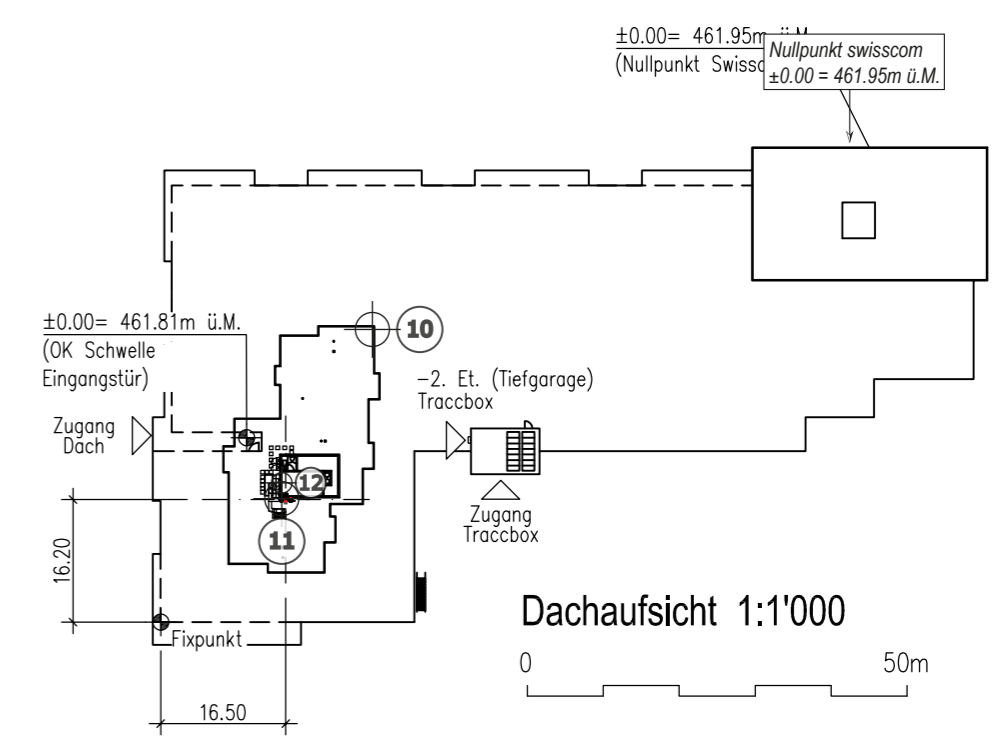 ±0.00= 461.95m ü.M.
(Nullpunkt Swissc
Nullpunkt swisscom
±0.00 = 461.95m ü.M.
±0.00= 461.81m ü.M.
(OK Schwelle
Eingangstür)
10
-2. Et. (Tiefgarage)
Traccbox
Zugang
Dach
12
11
Zugang
Traccbox
16.20
Fixpunkt
16.50
Dachaufsicht 1:1'000
0 50m